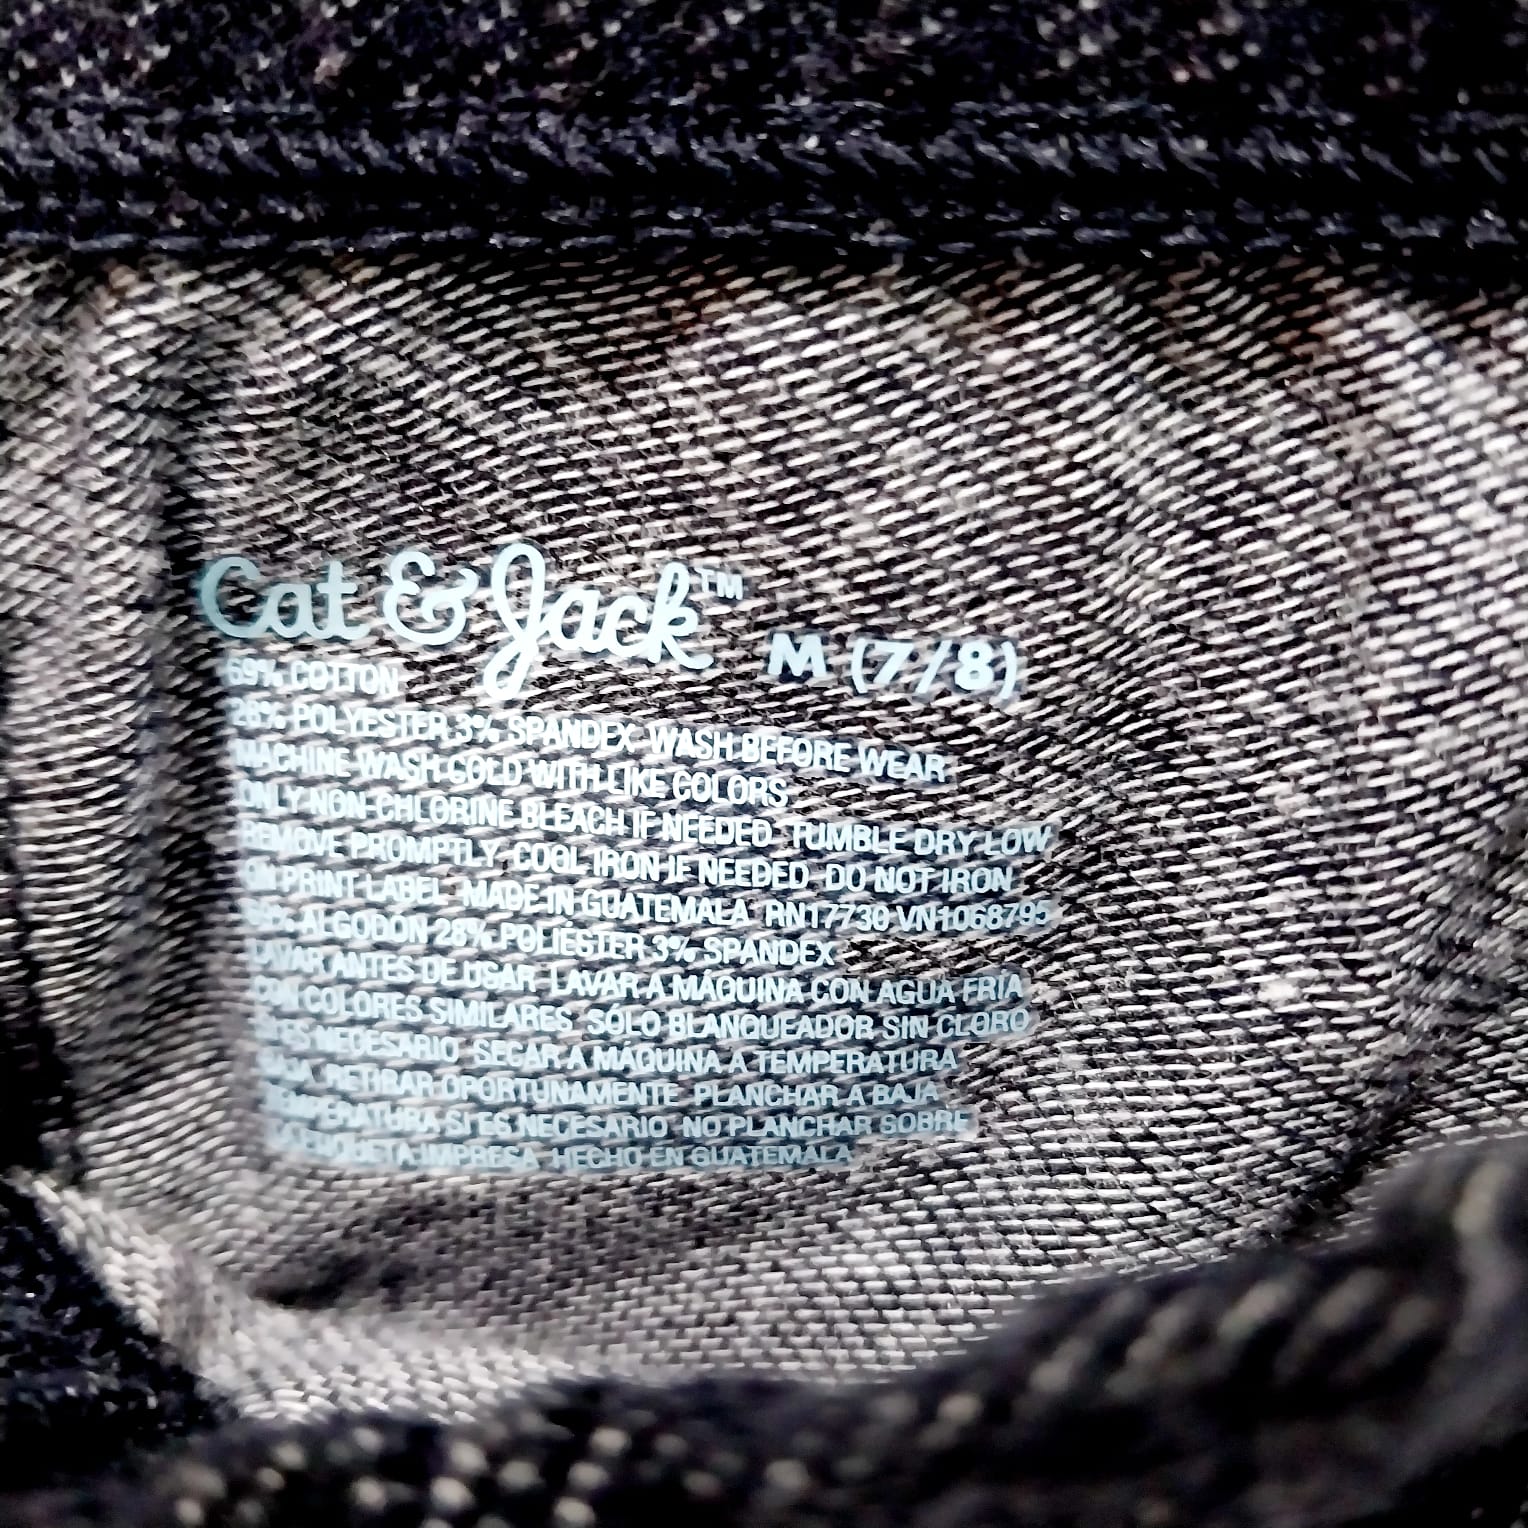 Cat & Jack™ M (7/8)
69% COTTON
28% POLYESTER 3% SPANDEX WASH BEFORE WEAR
MACHINE WASH COLD WITH LIKE COLORS
ONLY NON-CHLORINE BLEACH IF NEEDED TUMBLE DRY LOW
REMOVE PROMPTLY COOL IRON IF NEEDED DO NOT IRON
ON PRINT LABEL MADE IN GUATEMALA RN17730 VN1068795
69% ALGODÓN 28% POLIÉSTER 3% SPANDEX
LAVAR ANTES DE USAR LAVAR A MÁQUINA CON AGUA FRÍA
CON COLORES SIMILARES SÓLO BLANQUEADOR SIN CLORO
SI ES NECESARIO SECAR A MÁQUINA A TEMPERATURA
BAJA RETIRAR OPORTUNAMENTE PLANCHAR A BAJA
TEMPERATURA SI ES NECESARIO NO PLANCHAR SOBRE
LA ETIQUETA IMPRESA HECHO EN GUATEMALA